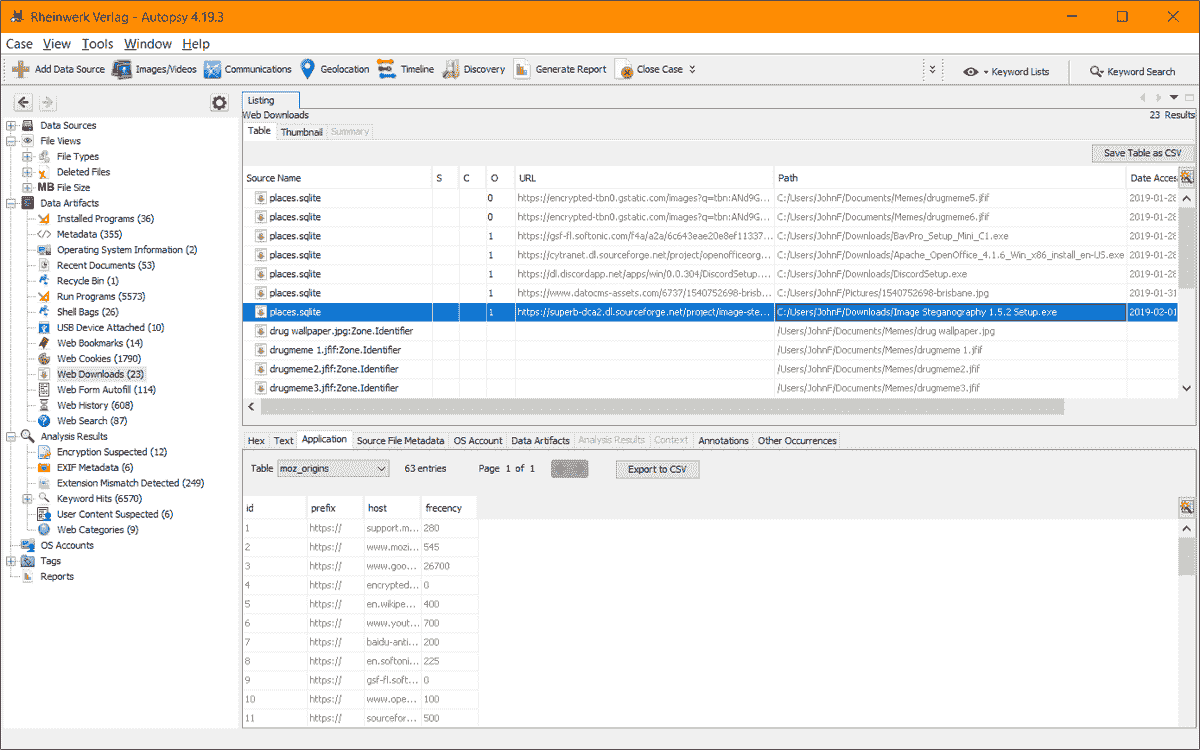 Rheinwerk Verlag - Autopsy 4.19.3
Case View Tools Window Help
Add Data Source Images/Videos Communications Geolocation Timeline Discovery Generate Report Close Case Keyword Lists Keyword Search
Data Sources
File Views
File Types
Deleted Files
MB File Size
Data Artifacts
Installed Programs (36)
Metadata (355)
Operating System Information (2)
Recent Documents (53)
Recycle Bin (1)
Run Programs (5573)
Shell Bags (26)
USB Device Attached (10)
Web Bookmarks (14)
Web Cookies (1790)
Web Downloads (23)
Web Form Autofill (114)
Web History (608)
Web Search (87)
Analysis Results
Encryption Suspected (12)
EXIF Metadata (6)
Extension Mismatch Detected (249)
Keyword Hits (6570)
User Content Suspected (6)
Web Categories (9)
OS Accounts
Tags
Reports
Listing
Web Downloads 23 Results
Table Thumbnail Summary
Save Table as CSV
Source Name S C O URL Path Date Acces
places.sqlite 0 https://encrypted-tbn0.gstatic.com/images?q=tbn:ANd9G... C:/Users/JohnF/Documents/Memes/drugmeme5.jfif 2019-01-28
places.sqlite 0 https://encrypted-tbn0.gstatic.com/images?q=tbn:ANd9G... C:/Users/JohnF/Documents/Memes/drugmeme6.jfif 2019-01-28
places.sqlite 1 https://gsf-fl.softonic.com/f4a/a2a/6c643eae20e8ef11337... C:/Users/JohnF/Downloads/BavPro_Setup_Mini_C1.exe 2019-01-28
places.sqlite 1 https://cytranet.dl.sourceforge.net/project/openofficeorg... C:/Users/JohnF/Downloads/Apache_OpenOffice_4.1.6_Win_x86_install_en-US.exe 2019-01-28
places.sqlite 1 https://dl.discordapp.net/apps/win/0.0.304/DiscordSetup.... C:/Users/JohnF/Downloads/DiscordSetup.exe 2019-01-28
places.sqlite 1 https://www.datocms-assets.com/6737/1540752698-brisb... C:/Users/JohnF/Pictures/1540752698-brisbane.jpg 2019-01-31
places.sqlite 1 https://superb-dca2.dl.sourceforge.net/project/image-ste... C:/Users/JohnF/Downloads/Image Steganography 1.5.2 Setup.exe 2019-02-01
drug wallpaper.jpg:Zone.Identifier /Users/JohnF/Documents/Memes/drug wallpaper.jpg
drugmeme 1.jfif:Zone.Identifier /Users/JohnF/Documents/Memes/drugmeme 1.jfif
drugmeme2.jfif:Zone.Identifier /Users/JohnF/Documents/Memes/drugmeme2.jfif
drugmeme3.jfif:Zone.Identifier /Users/JohnF/Documents/Memes/drugmeme3.jfif
Hex Text Application Source File Metadata OS Account Data Artifacts Analysis Results Context Annotations Other Occurrences
Table moz_origins 63 entries Page 1 of 1 Export to CSV
id prefix host frecency
1 https:// support.m... 280
2 https:// www.mozi... 545
3 https:// www.goo... 26700
4 https:// encrypted... 0
5 https:// en.wikipe... 400
6 https:// www.yout... 700
7 https:// baidu-anti... 200
8 https:// en.softoni... 225
9 https:// gsf-fl.soft... 0
10 https:// www.ope... 100
11 https:// sourcefor... 500